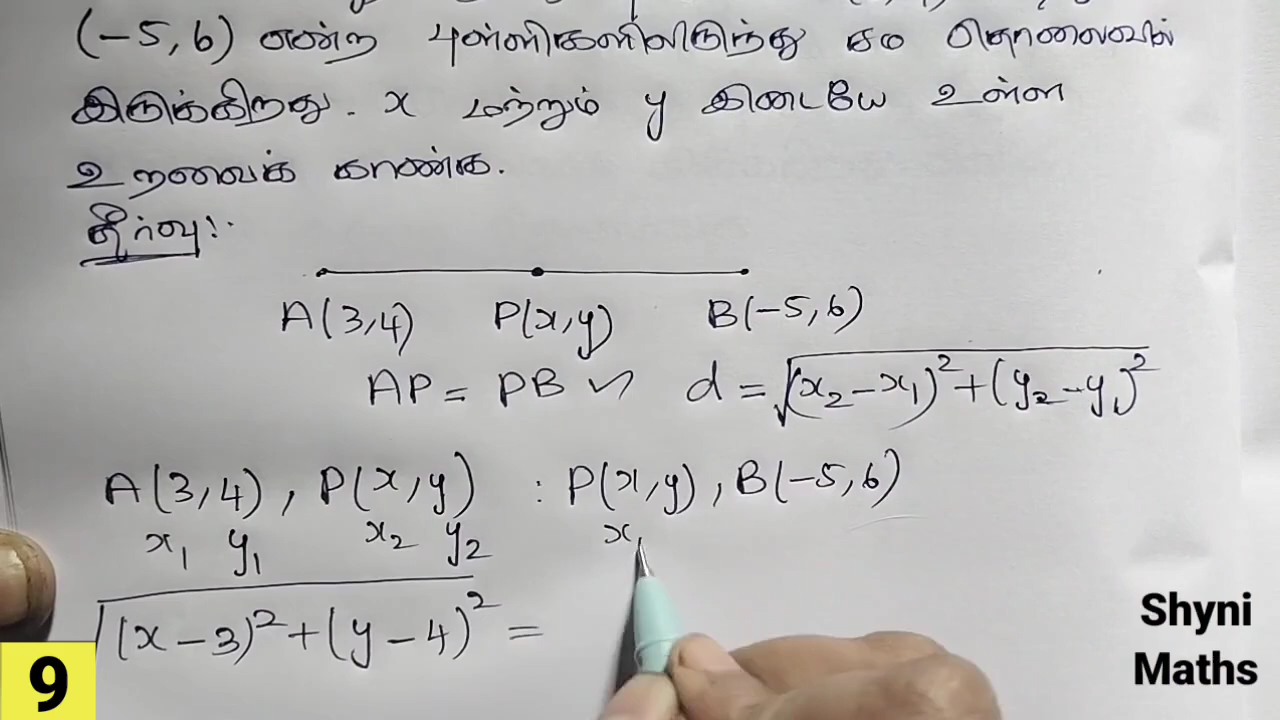 (-5, 6) என்ற புள்ளிகளிலிருந்து சம தொலைவில்
இருக்கிறது. x மற்றும் y இடையே உள்ள
உறவைக் காண்க.
தீர்வு:-
A(3,4) P(x,y) B(-5,6)
AP = PB d = √(x₂-x₁)²+(y₂-y₁)²
A(3,4), P(x,y) : P(x,y), B(-5,6)
x₁ y₁ x₂ y₂ x₁
√(x-3)²+(y-4)² =
Shyni
Maths
9